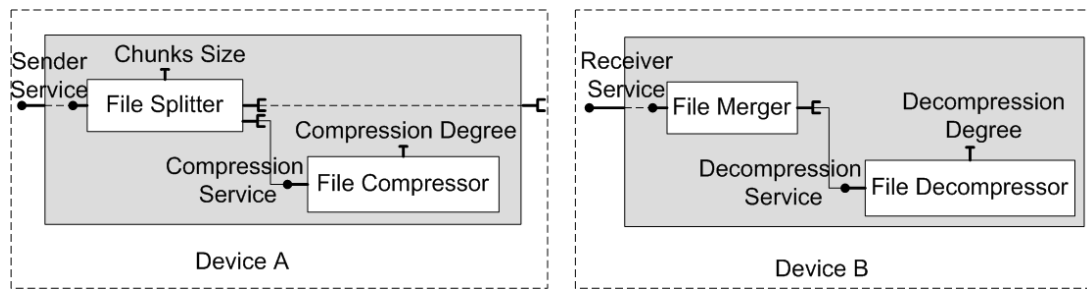 Sender
Service
Chunks Size
File Splitter
Compression Degree
Compression
Service
File Compressor
Device A
Receiver
Service
File Merger
Decompression
Degree
Decompression
Service
File Decompressor
Device B